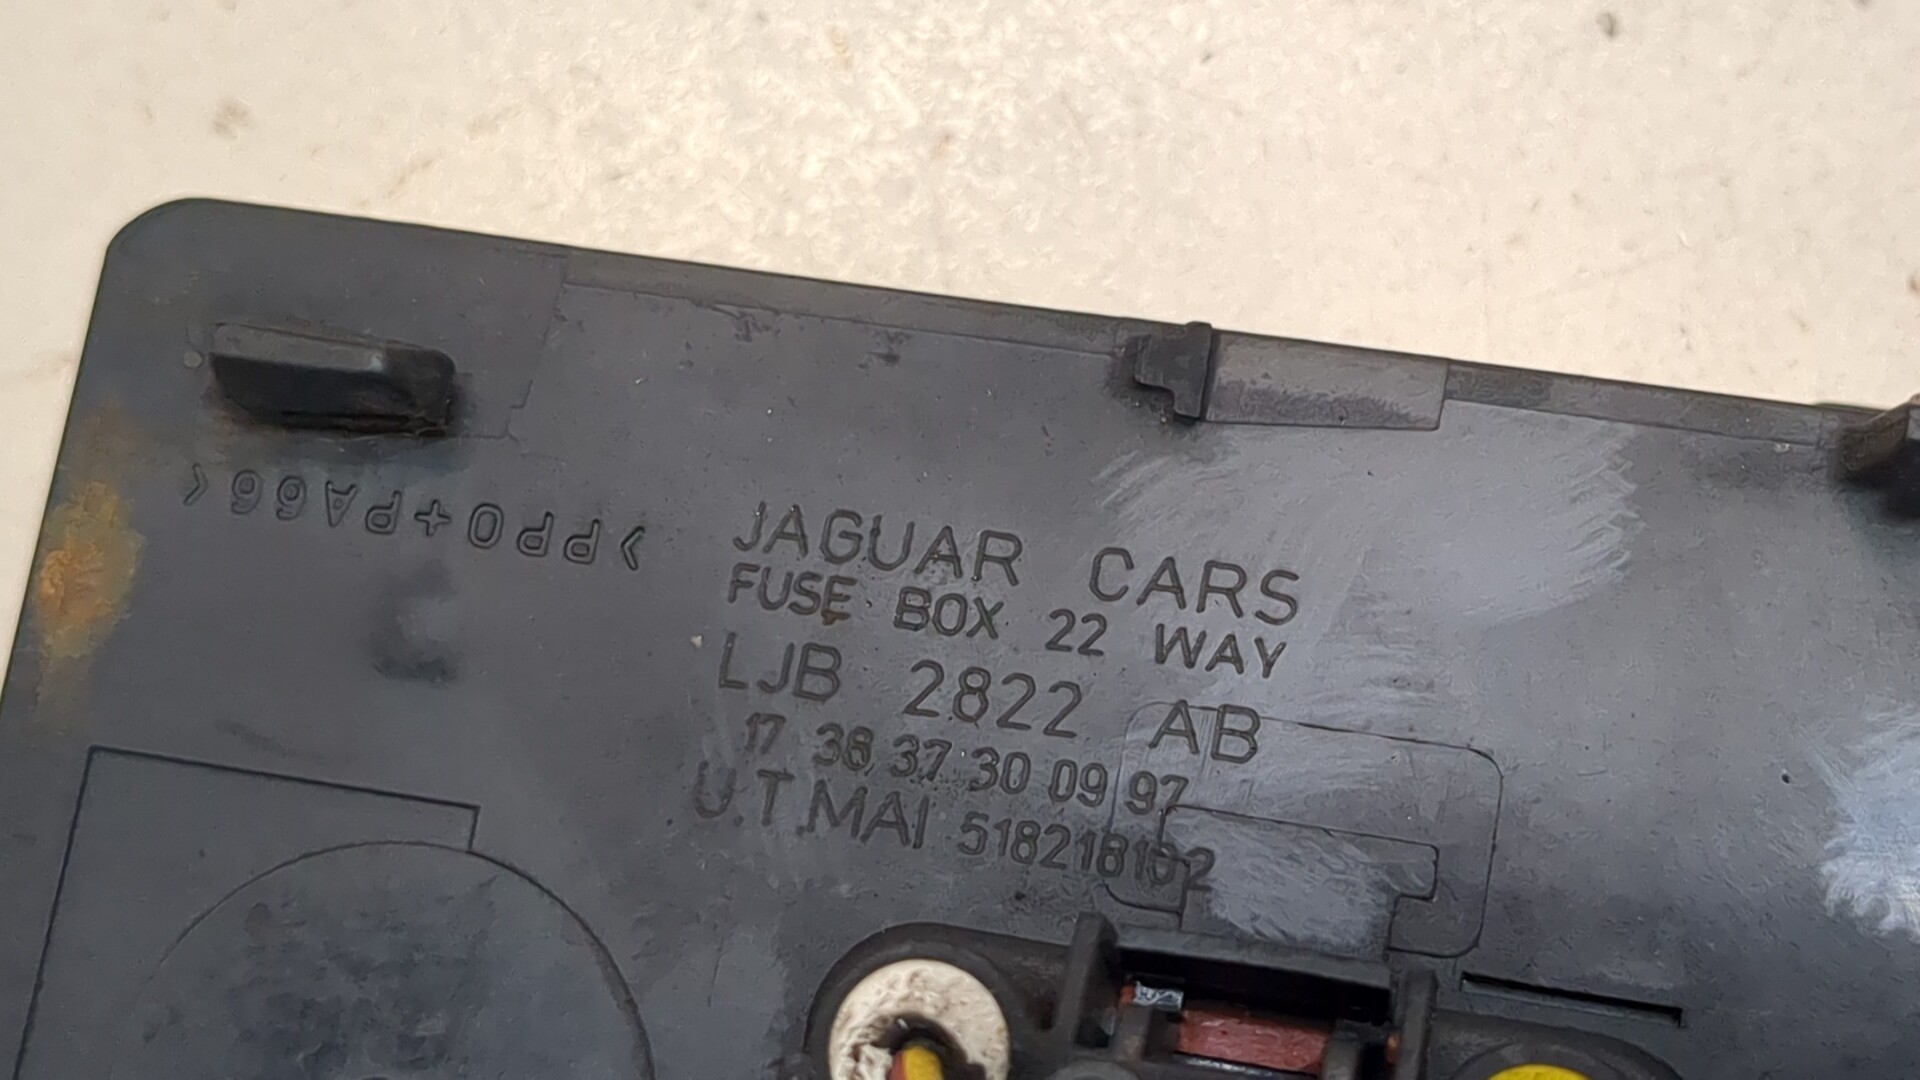 >PPO+PA66<
JAGUAR CARS
FUSE BOX 22 WAY
LJB 2822 AB
17 38 37 30 09 97
U.T.MAI 518218102